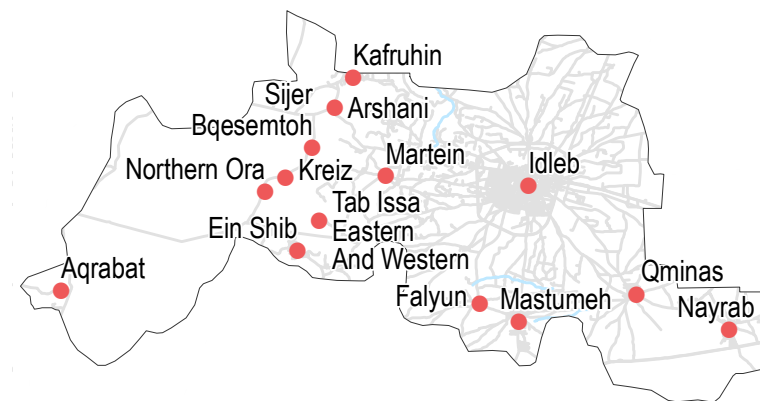 Kafruhin
Sijer
Arshani
Bqesemtoh
Martein
Idleb
Northern Ora
Kreiz
Tab Issa
Eastern
And Western
Ein Shib
Aqrabat
Qminas
Falyun
Mastumeh
Nayrab